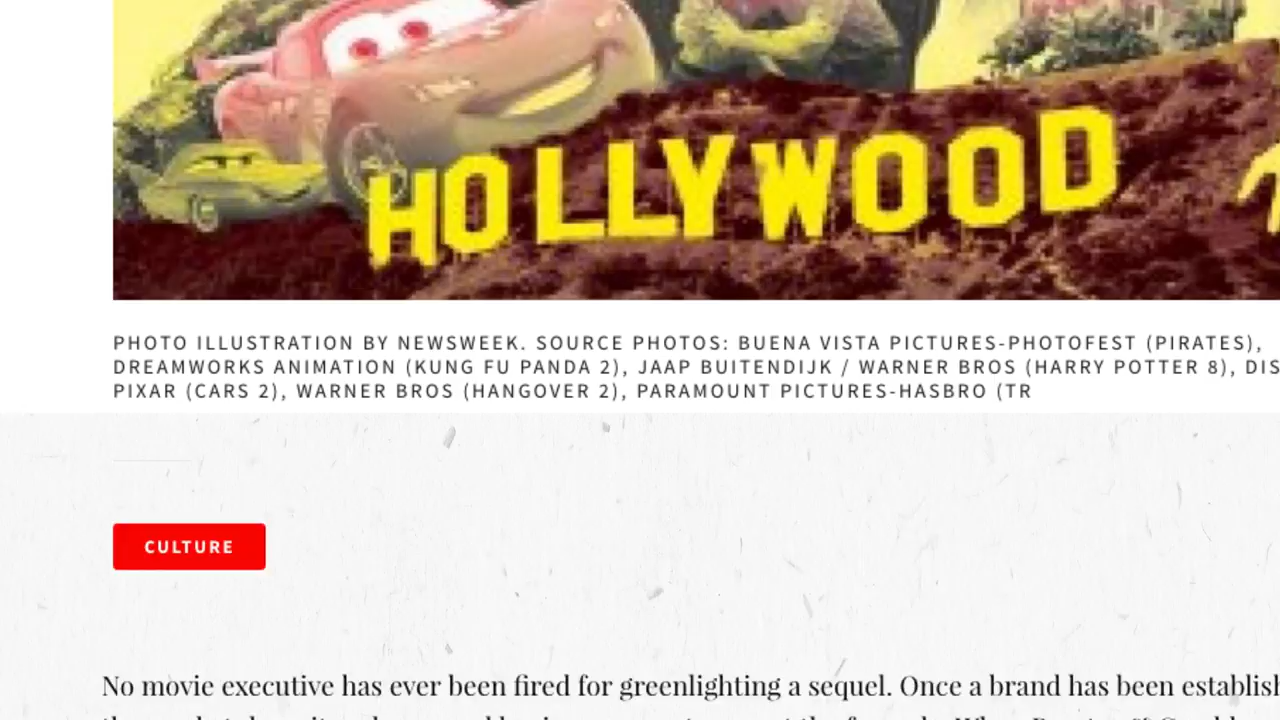 HOLLYWOOD
PHOTO ILLUSTRATION BY NEWSWEEK. SOURCE PHOTOS: BUENA VISTA PICTURES-PHOTOFEST (PIRATES),
DREAMWORKS ANIMATION (KUNG FU PANDA 2), JAAP BUITENDIJK / WARNER BROS (HARRY POTTER 8), DIS
PIXAR (CARS 2), WARNER BROS (HANGOVER 2), PARAMOUNT PICTURES-HASBRO (TR
CULTURE
No movie executive has ever been fired for greenlighting a sequel. Once a brand has been establish